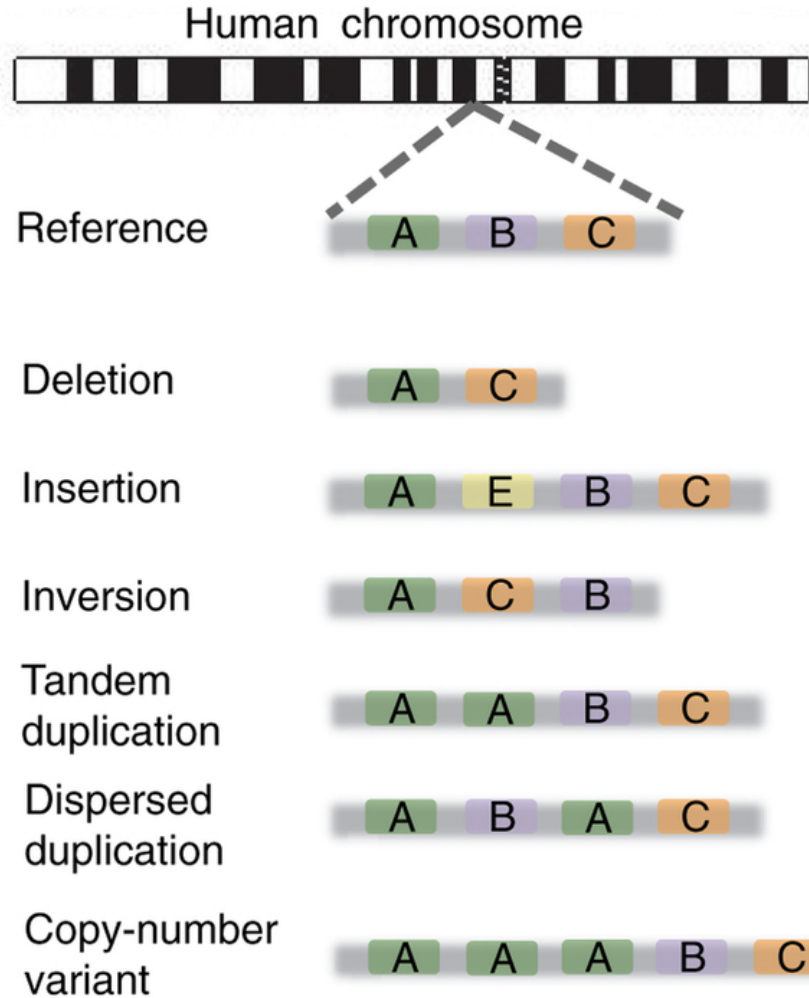 Human chromosome
Reference A B C
Deletion A C
Insertion A E B C
Inversion A C B
Tandem
duplication A A B C
Dispersed
duplication A B A C
Copy-number
variant A A A B C